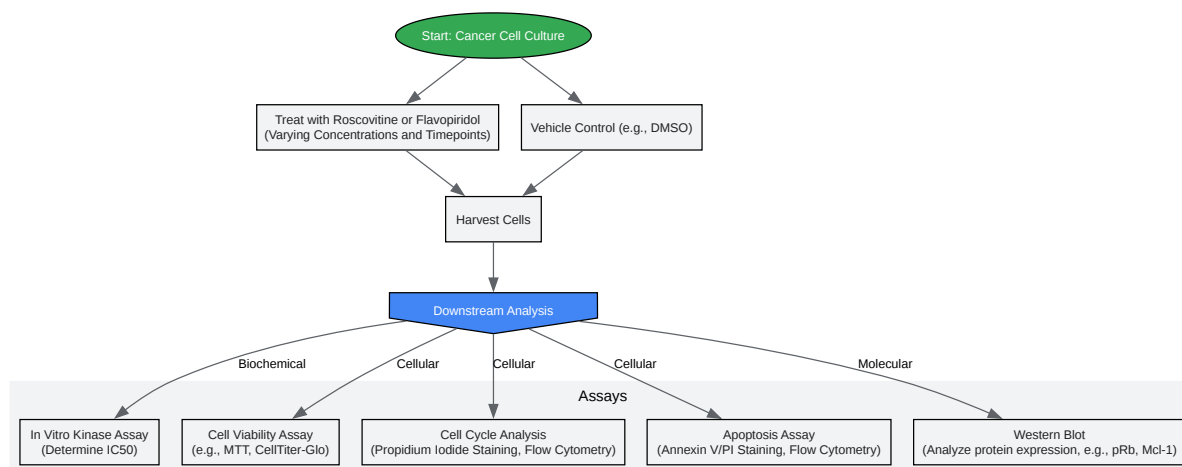 Start: Cancer Cell Culture
Treat with Roscovitine or Flavopiridol
(Varying Concentrations and Timepoints)
Vehicle Control (e.g., DMSO)
Harvest Cells
Downstream Analysis
Biochemical
Cellular
Cellular
Cellular
Molecular
Assays
In Vitro Kinase Assay
(Determine IC50)
Cell Viability Assay
(e.g., MTT, CellTiter-Glo)
Cell Cycle Analysis
(Propidium Iodide Staining, Flow Cytometry)
Apoptosis Assay
(Annexin V/PI Staining, Flow Cytometry)
Western Blot
(Analyze protein expression, e.g., pRb, Mcl-1)